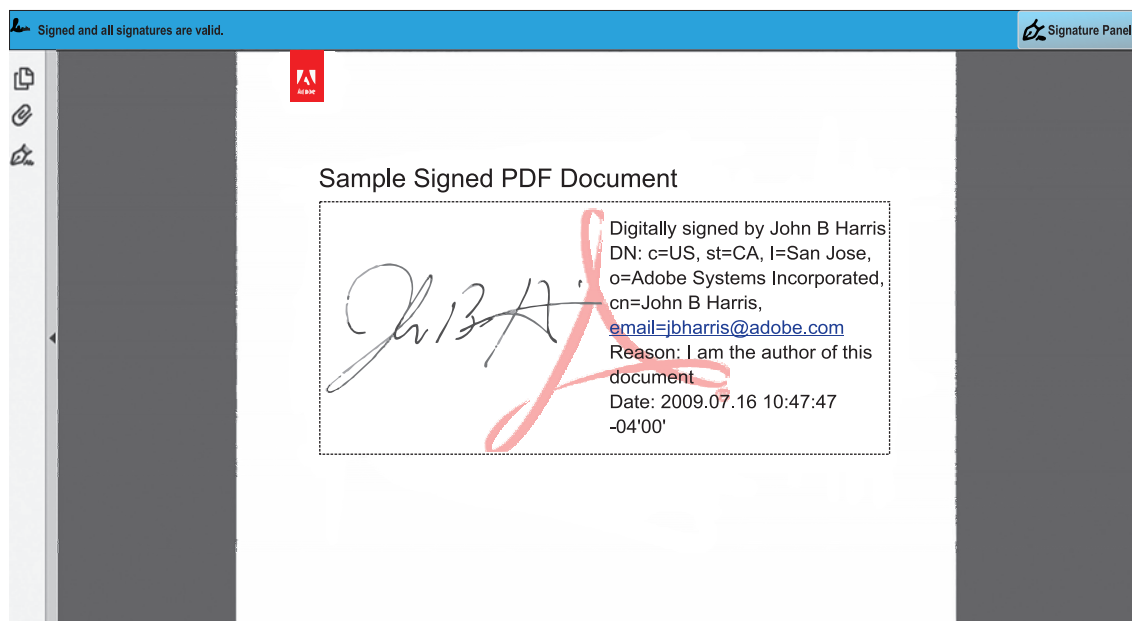 Signed and all signatures are valid.
Signature Panel
Adobe
Sample Signed PDF Document
Digitally signed by John B Harris
DN: c=US, st=CA, l=San Jose,
o=Adobe Systems Incorporated,
cn=John B Harris,
email=jbharris@adobe.com
Reason: I am the author of this
document
Date: 2009.07.16 10:47:47
-04'00'
John B Harris